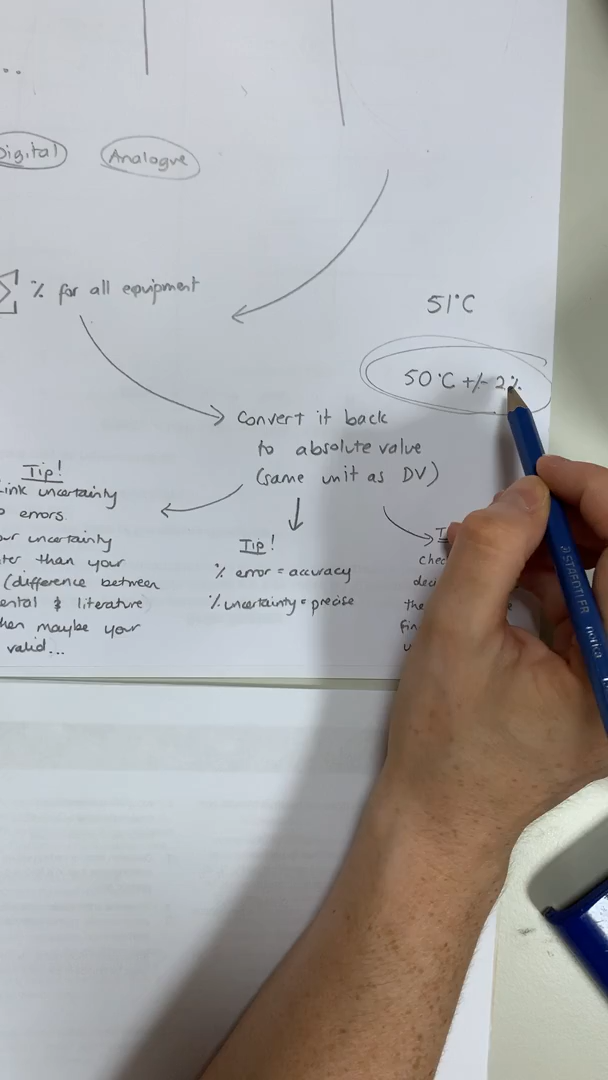 ...
Digital
Analogue
∑ % for all equipment
51°C
50°C +/- 2%
Convert it back
to absolute value
(same unit as DV)
Tip!
uncertainty
errors.
uncertainty
than your
(difference between
& literature
maybe your
valid...
Tip!
% error = accuracy
% uncertainty = precise
the
STAEDTLER